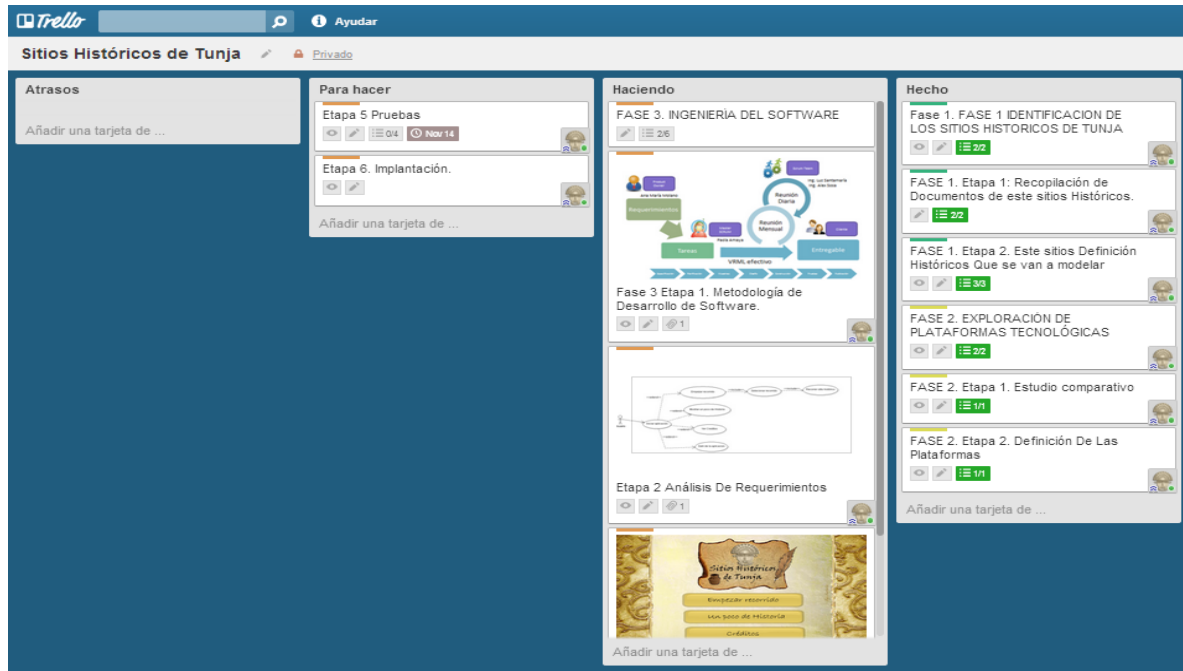 Trello
Ayudar
Sitios Históricos de Tunja
Privado
Atrasos
Añadir una tarjeta de ...
Para hacer
Etapa 5 Pruebas
0/4
Nov 14
Etapa 6. Implantación.
Añadir una tarjeta de ...
Haciendo
FASE 3. INGENIERÍA DEL SOFTWARE
2/6
Requerimientos
Reunión
Diaria
Reunión
Mensual
Tareas
Entregable
VRML efectivo
Fase 3 Etapa 1. Metodología de
Desarrollo de Software.
1
Etapa 2 Análisis De Requerimientos
1
Sitios Históricos
de Tunja
Empezar recorrido
Un poco de Historia
Créditos
Añadir una tarjeta de ...
Hecho
Fase 1. FASE 1 IDENTIFICACION DE
LOS SITIOS HISTORICOS DE TUNJA
2/2
FASE 1. Etapa 1: Recopilación de
Documentos de este sitios Históricos.
2/2
FASE 1. Etapa 2. Este sitios Definición
Históricos Que se van a modelar
3/3
FASE 2. EXPLORACIÓN DE
PLATAFORMAS TECNOLÓGICAS
2/2
FASE 2. Etapa 1. Estudio comparativo
1/1
FASE 2. Etapa 2. Definición De Las
Plataformas
1/1
Añadir una tarjeta de ...